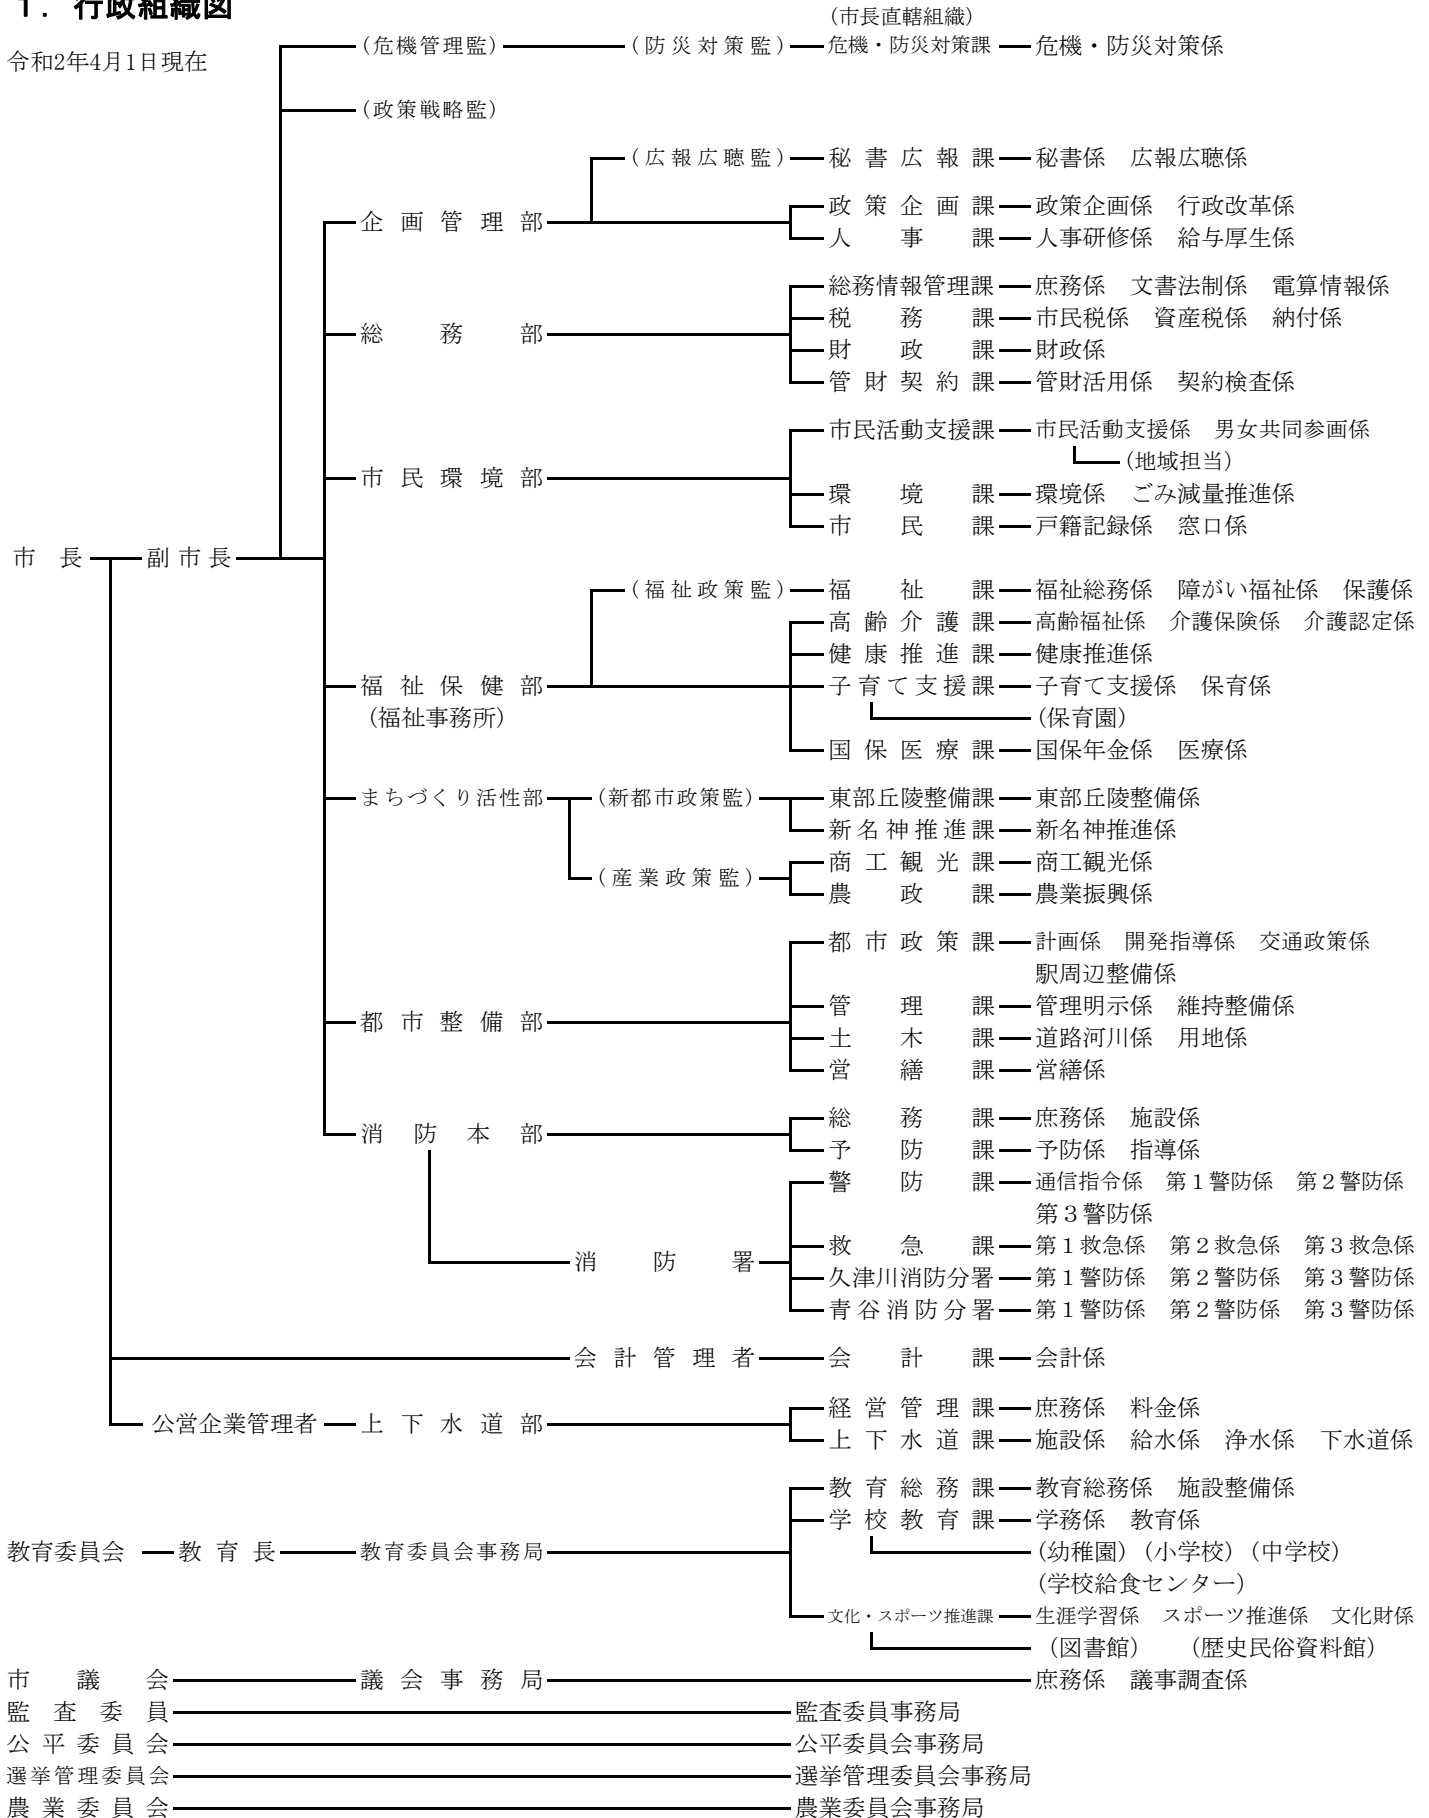 1．行政組織図
(市長直轄組織)
(危機管理監) (防災対策監) 危機・防災対策課 危機・防災対策係
令和2年4月1日現在
(政策戦略監)
(広報広聴監) 秘書広報課 秘書係 広報広聴係
政策企画課 政策企画係 行政改革係
企画管理部
人事課 人事研修係 給与厚生係
総務情報管理課 庶務係 文書法制係 電算情報係
税務課 市民税係 資産税係 納付係
総務部
財政課 財政係
管財契約課 管財活用係 契約検査係
市民活動支援課 市民活動支援係 男女共同参画係
(地域担当)
市民環境部
環境課 環境係 ごみ減量推進係
市民課 戸籍記録係 窓口係
市長 副市長
(福祉政策監) 福祉課 福祉総務係 障がい福祉係 保護係
高齢介護課 高齢福祉係 介護保険係 介護認定係
健康推進課 健康推進係
福祉保健部 子育て支援課 子育て支援係 保育係
(福祉事務所) (保育園)
国保医療課 国保年金係 医療係
まちづくり活性部 (新都市政策監) 東部丘陵整備課 東部丘陵整備係
新名神推進課 新名神推進係
商工観光課 商工観光係
(産業政策監)
農政課 農業振興係
都市政策課 計画係 開発指導係 交通政策係
駅周辺整備係
管理課 管理明示係 維持整備係
都市整備部
土木課 道路河川係 用地係
営繕課 営繕係
総務課 庶務係 施設係
消防本部
予防課 予防係 指導係
警防課 通信指令係 第1警防係 第2警防係
第3警防係
救急課 第1救急係 第2救急係 第3救急係
消防署
久津川消防分署 第1警防係 第2警防係 第3警防係
青谷消防分署 第1警防係 第2警防係 第3警防係
会計管理者 会計課 会計係
経営管理課 庶務係 料金係
公営企業管理者 上下水道部
上下水道課 施設係 給水係 浄水係 下水道係
教育総務課 教育総務係 施設整備係
学校教育課 学務係 教育係
教育委員会 教育長 教育委員会事務局 (幼稚園) (小学校) (中学校)
(学校給食センター)
文化・スポーツ推進課 生涯学習係 スポーツ推進係 文化財係
(図書館) (歴史民俗資料館)
市議会 議会事務局 庶務係 議事調査係
監査委員 監査委員事務局
公平委員会 公平委員会事務局
選挙管理委員会 選挙管理委員会事務局
農業委員会 農業委員会事務局